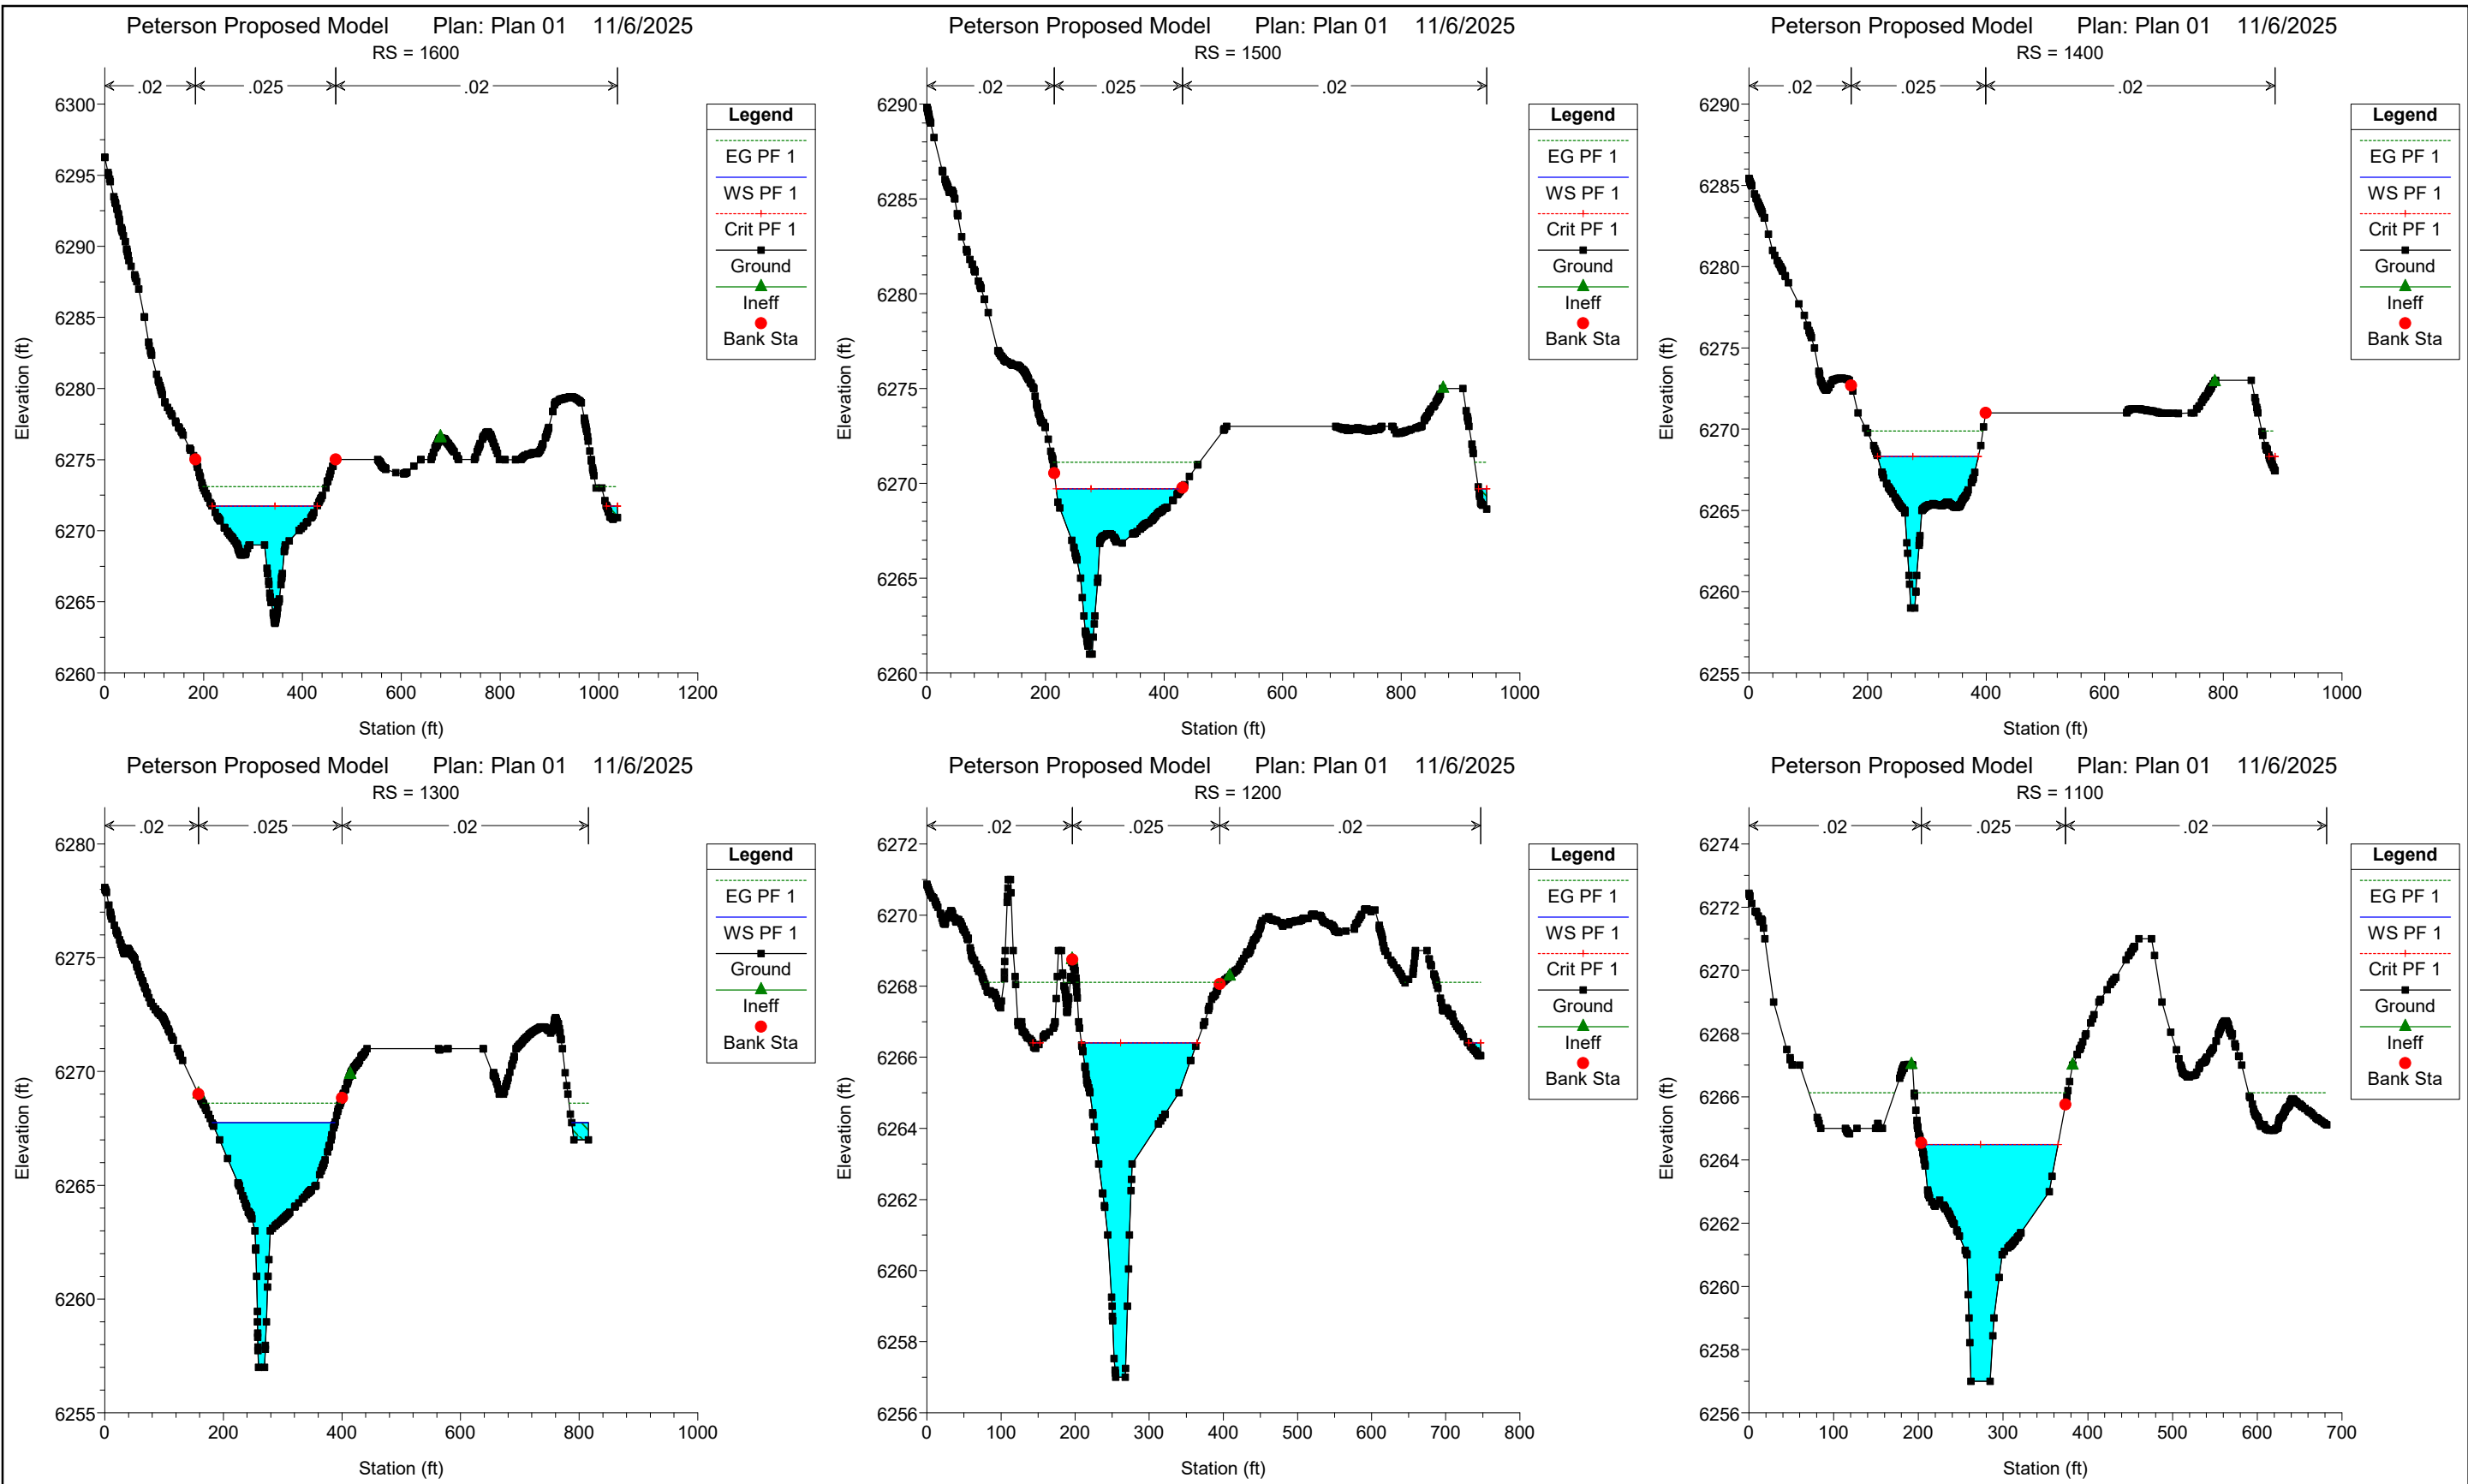 Peterson Proposed Model Plan: Plan 01 11/6/2025
RS = 1600
.02 .025 .02
Legend
EG PF 1
WS PF 1
Crit PF 1
Ground
Ineff
Bank Sta
Elevation (ft)
6300
6295
6290
6285
6280
6275
6270
6265
6260
0 200 400 600 800 1000 1200
Station (ft)
Peterson Proposed Model Plan: Plan 01 11/6/2025
RS = 1500
.02 .025 .02
Legend
EG PF 1
WS PF 1
Crit PF 1
Ground
Ineff
Bank Sta
Elevation (ft)
6290
6285
6280
6275
6270
6265
6260
0 200 400 600 800 1000
Station (ft)
Peterson Proposed Model Plan: Plan 01 11/6/2025
RS = 1400
.02 .025 .02
Legend
EG PF 1
WS PF 1
Crit PF 1
Ground
Ineff
Bank Sta
Elevation (ft)
6290
6285
6280
6275
6270
6265
6260
6255
0 200 400 600 800 1000
Station (ft)
Peterson Proposed Model Plan: Plan 01 11/6/2025
RS = 1300
.02 .025 .02
Legend
EG PF 1
WS PF 1
Ground
Ineff
Bank Sta
Elevation (ft)
6280
6275
6270
6265
6260
6255
0 200 400 600 800 1000
Station (ft)
Peterson Proposed Model Plan: Plan 01 11/6/2025
RS = 1200
.02 .025 .02
Legend
EG PF 1
WS PF 1
Crit PF 1
Ground
Ineff
Bank Sta
Elevation (ft)
6272
6270
6268
6266
6264
6262
6260
6258
6256
0 100 200 300 400 500 600 700 800
Station (ft)
Peterson Proposed Model Plan: Plan 01 11/6/2025
RS = 1100
.02 .025 .02
Legend
EG PF 1
WS PF 1
Crit PF 1
Ground
Ineff
Bank Sta
Elevation (ft)
6274
6272
6270
6268
6266
6264
6262
6260
6258
6256
0 100 200 300 400 500 600 700
Station (ft)